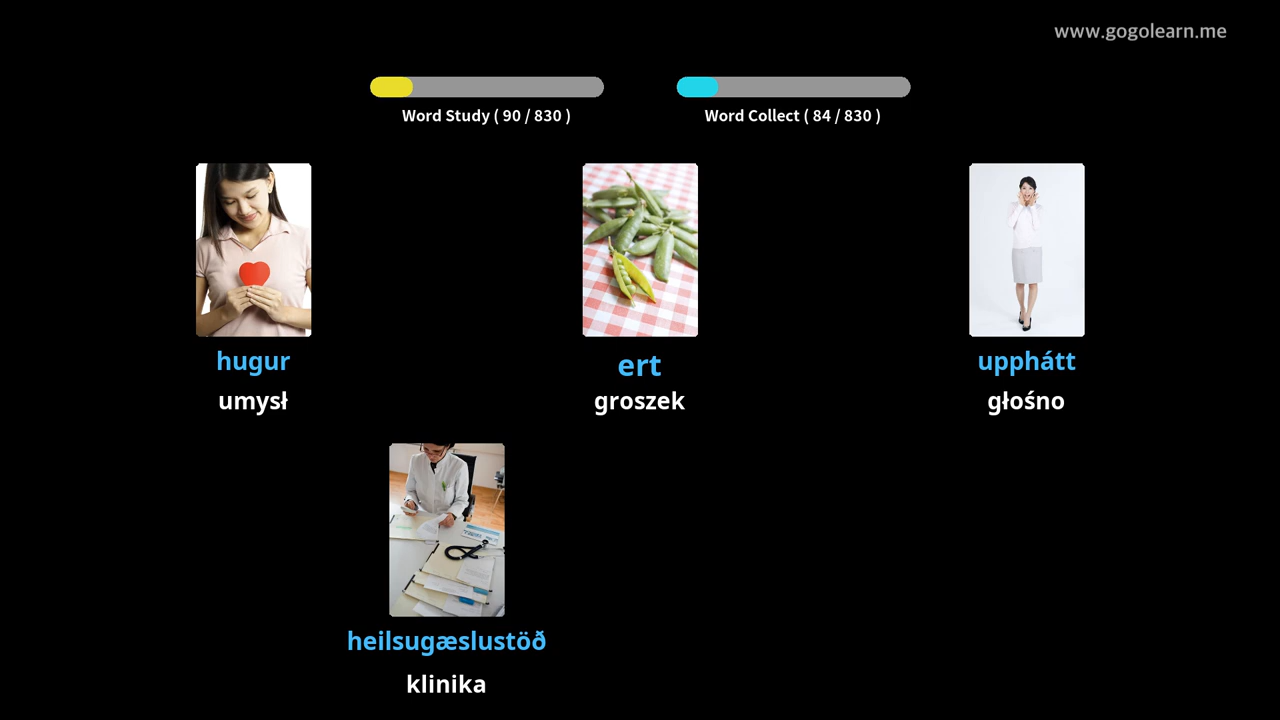 www.gogolearn.me
Word Study ( 90 / 830 )
Word Collect ( 84 / 830 )
hugur
umysł
ert
groszek
upphátt
głośno
heilsugæslustöð
klinika